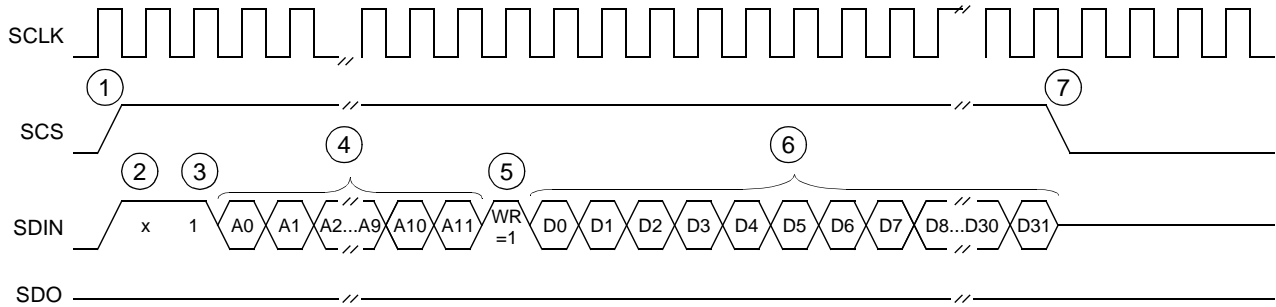 SCLK
1 7
SCS
2 3 4 5 6
SDIN x 1 A0 A1 A2...A9 A10 A11 WR =1 D0 D1 D2 D3 D4 D5 D6 D7 D8...D30 D31
SDO